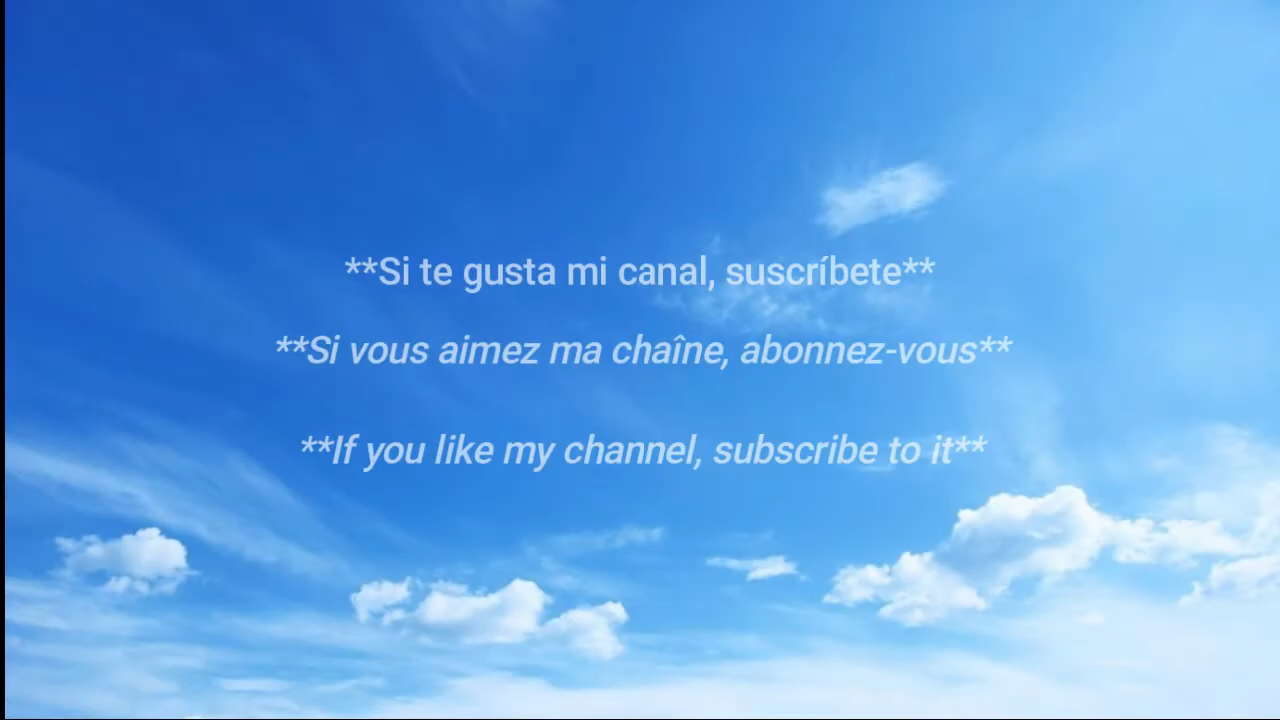 **Si te gusta mi canal, suscríbete**
**Si vous aimez ma chaîne, abonnez-vous**
**If you like my channel, subscribe to it**